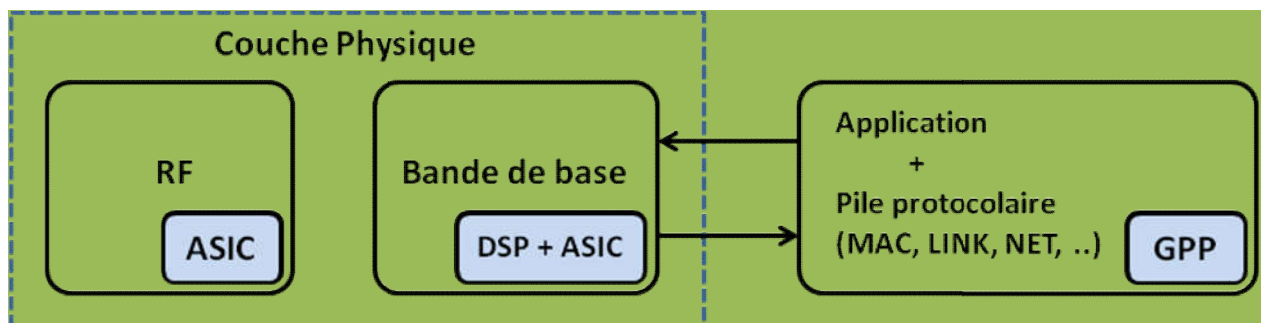 Couche Physique
RF
ASIC
Bande de base
DSP + ASIC
Application
+
Pile protocolaire
(MAC, LINK, NET, ..)
GPP